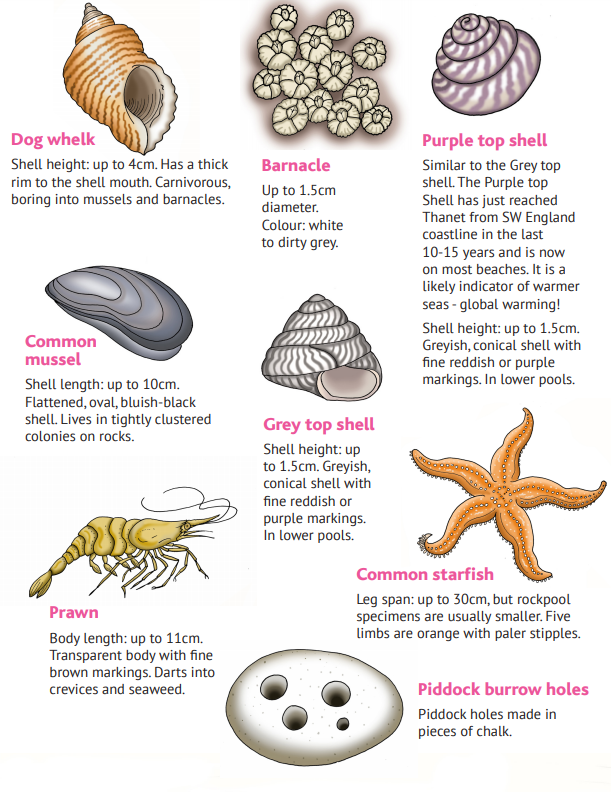 Dog whelk
Shell height: up to 4cm. Has a thick
rim to the shell mouth. Carnivorous,
boring into mussels and barnacles.
Barnacle
Up to 1.5cm
diameter.
Colour: white
to dirty grey.
Purple top shell
Similar to the Grey top
shell. The Purple top
Shell has just reached
Thanet from SW England
coastline in the last
10-15 years and is now
on most beaches. It is a
likely indicator of warmer
seas - global warming!
Shell height: up to 1.5cm.
Greyish, conical shell with
fine reddish or purple
markings. In lower pools.
Common
mussel
Shell length: up to 10cm.
Flattened, oval, bluish-black
shell. Lives in tightly clustered
colonies on rocks.
Grey top shell
Shell height: up
to 1.5cm. Greyish,
conical shell with
fine reddish or
purple markings.
In lower pools.
Common starfish
Leg span: up to 30cm, but rockpool
specimens are usually smaller. Five
limbs are orange with paler stipples.
Prawn
Body length: up to 11cm.
Transparent body with fine
brown markings. Darts into
crevices and seaweed.
Piddock burrow holes
Piddock holes made in
pieces of chalk.